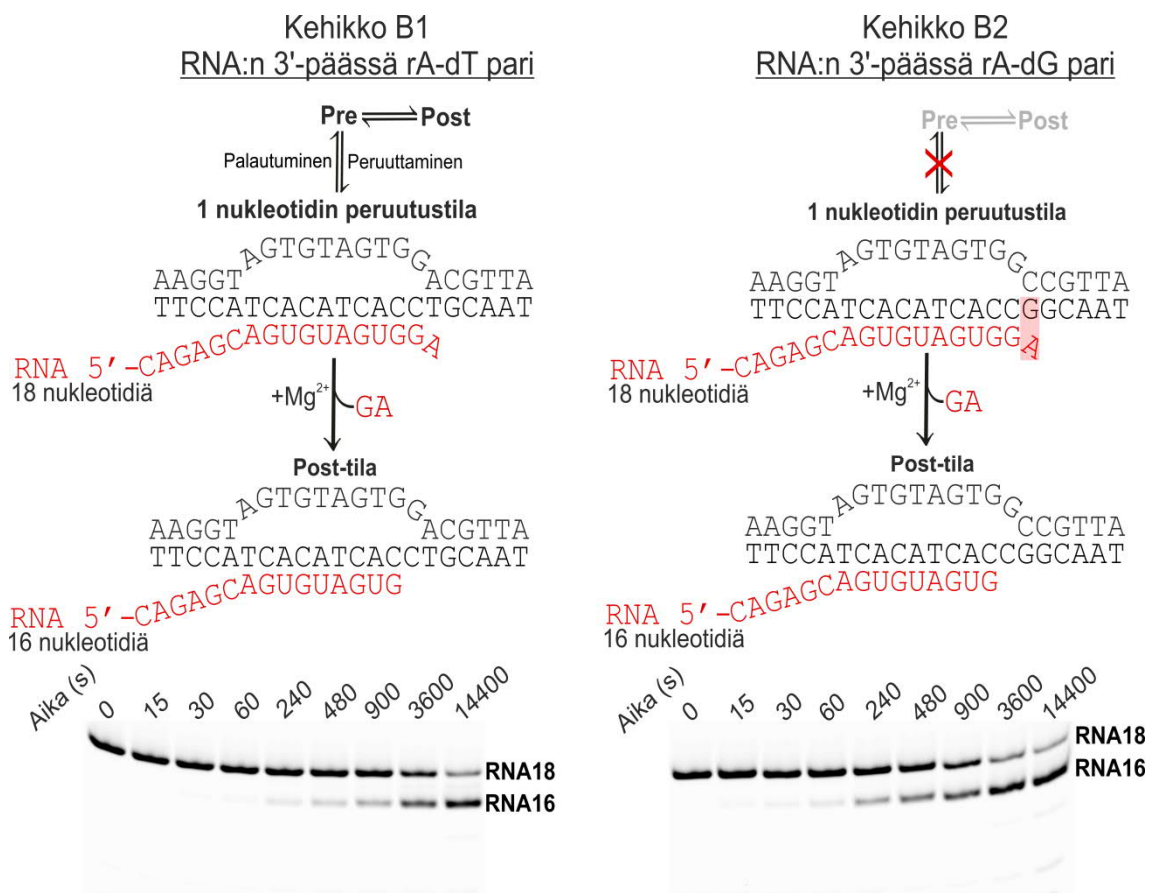 Kehikko B1
RNA:n 3'-päässä rA-dT pari
Pre Post
Palautuminen Peruuttaminen
1 nukleotidin peruutustila
AGTGTAGTGG
AAGGT ACGTTA
TTCCATCACATCACCTGCAAT
RNA 5'-CAGAGCAGUGUAGUGGA
18 nukleotidiä
+Mg2+
GA
Post-tila
AGTGTAGTGG
AAGGT ACGTTA
TTCCATCACATCACCTGCAAT
RNA 5'-CAGAGCAGUGUAGUG
16 nukleotidiä
Aika (s) 0 15 30 60 240 480 900 3600 14400
RNA18
RNA16
Kehikko B2
RNA:n 3'-päässä rA-dG pari
Pre Post
1 nukleotidin peruutustila
AGTGTAGTGG
AAGGT CCGTTA
TTCCATCACATCACCGGCAAT
RNA 5'-CAGAGCAGUGUAGUGGA
18 nukleotidiä
+Mg2+
GA
Post-tila
AGTGTAGTGG
AAGGT CCGTTA
TTCCATCACATCACCGGCAAT
RNA 5'-CAGAGCAGUGUAGUG
16 nukleotidiä
Aika (s) 0 15 30 60 240 480 900 3600 14400
RNA18
RNA16